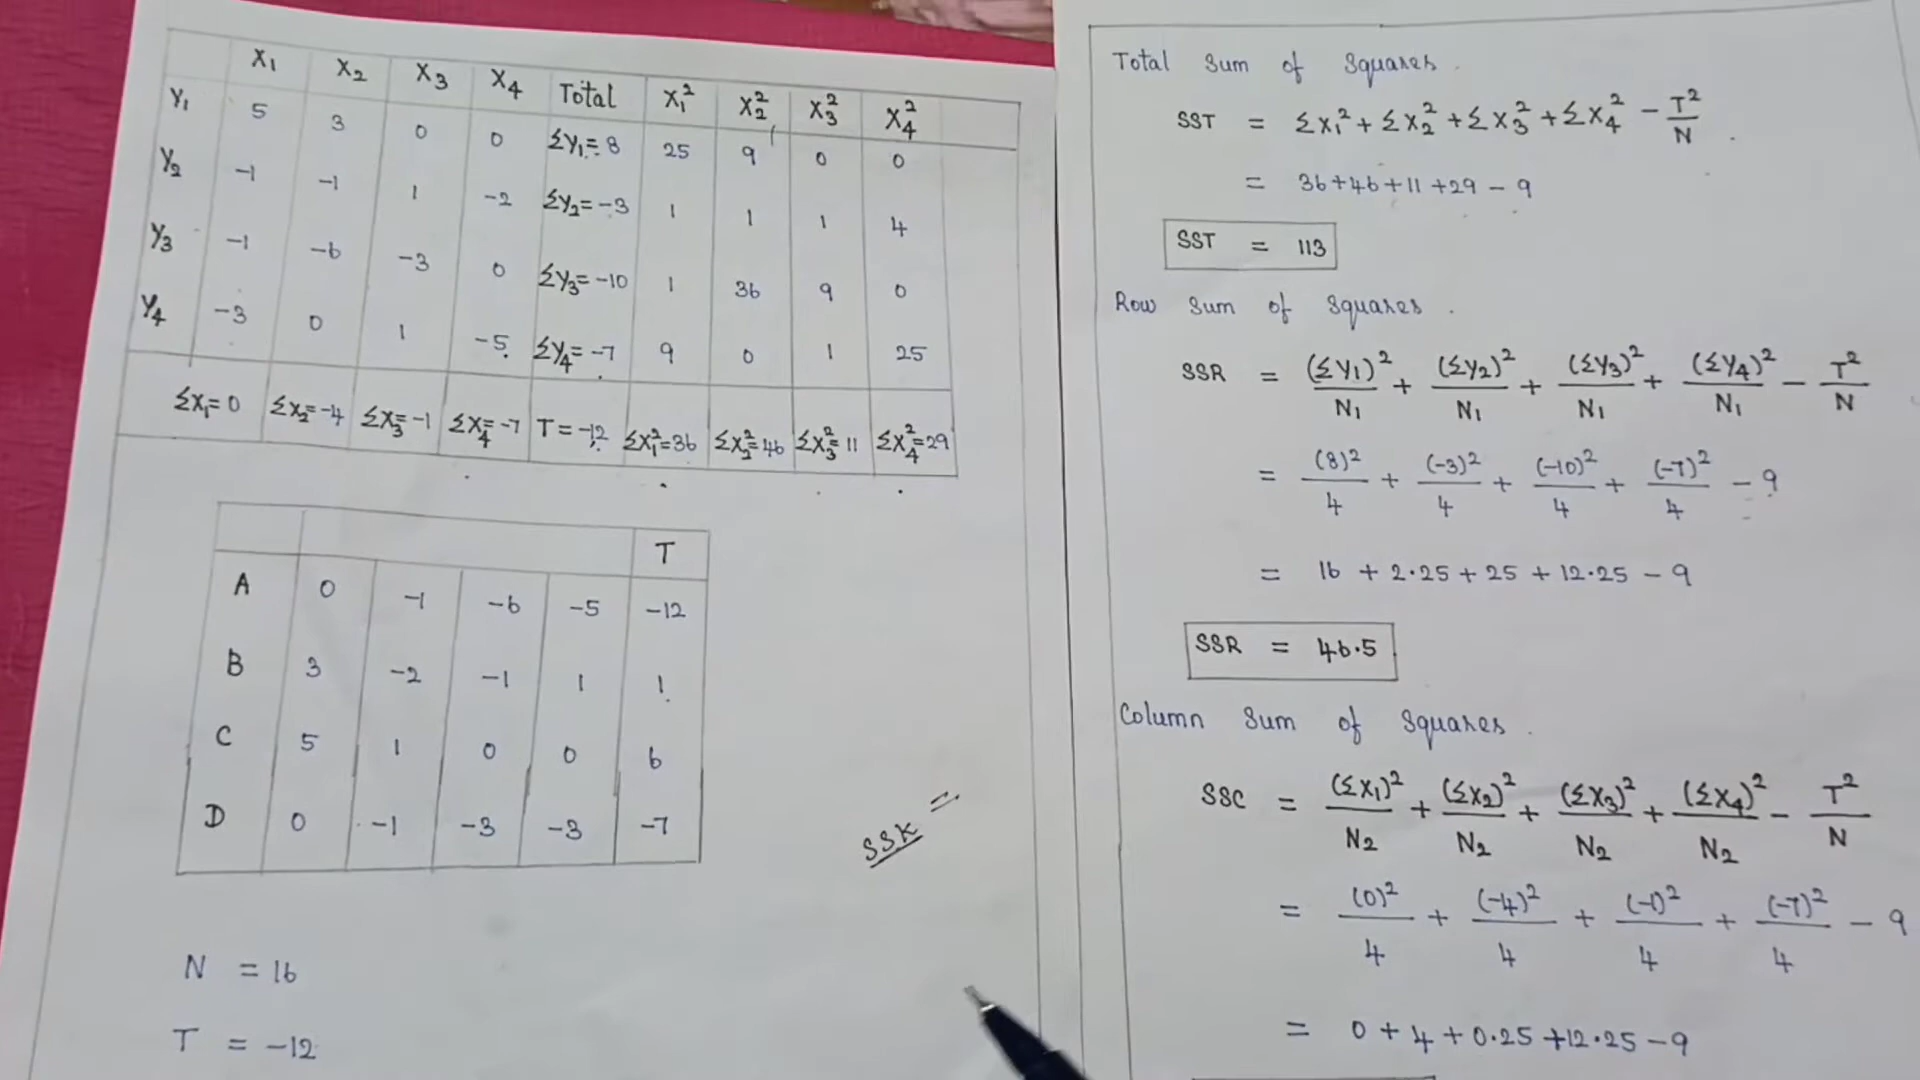 X₁ X₂ X₃ X₄ Total X₁² X₂² X₃² X₄²
Y₁ 5 3 0 0 ΣY₁= 8 25 9 0 0
Y₂ -1 -1 1 -2 ΣY₂= -3 1 1 1 4
Y₃ -1 -6 -3 0 ΣY₃= -10 1 36 9 0
Y₄ -3 0 1 -5 ΣY₄= -7 9 0 1 25
ΣX₁= 0 ΣX₂= -4 ΣX₃= -1 ΣX₄= -7 T = -12 ΣX₁²=36 ΣX₂²=46 ΣX₃²= 11 ΣX₄²=29
T
A 0 -1 -6 -5 -12
B 3 -2 -1 1 1
C 5 1 0 0 6
D 0 -1 -3 -3 -7
SSK =
N = 16
T = -12
Total Sum of Squares.
SST = ΣX₁² + ΣX₂² + ΣX₃² + ΣX₄² - T²/N
= 36+46+11+29 - 9
SST = 113
Row Sum of Squares.
SSR = (ΣY₁)²/N₁ + (ΣY₂)²/N₁ + (ΣY₃)²/N₁ + (ΣY₄)²/N₁ - T²/N
= (8)²/4 + (-3)²/4 + (-10)²/4 + (-7)²/4 - 9
= 16 + 2.25 + 25 + 12.25 - 9
SSR = 46.5
Column Sum of Squares.
SSC = (ΣX₁)²/N₂ + (ΣX₂)²/N₂ + (ΣX₃)²/N₂ + (ΣX₄)²/N₂ - T²/N
= (0)²/4 + (-4)²/4 + (-1)²/4 + (-7)²/4 - 9
= 0 + 4 + 0.25 + 12.25 - 9